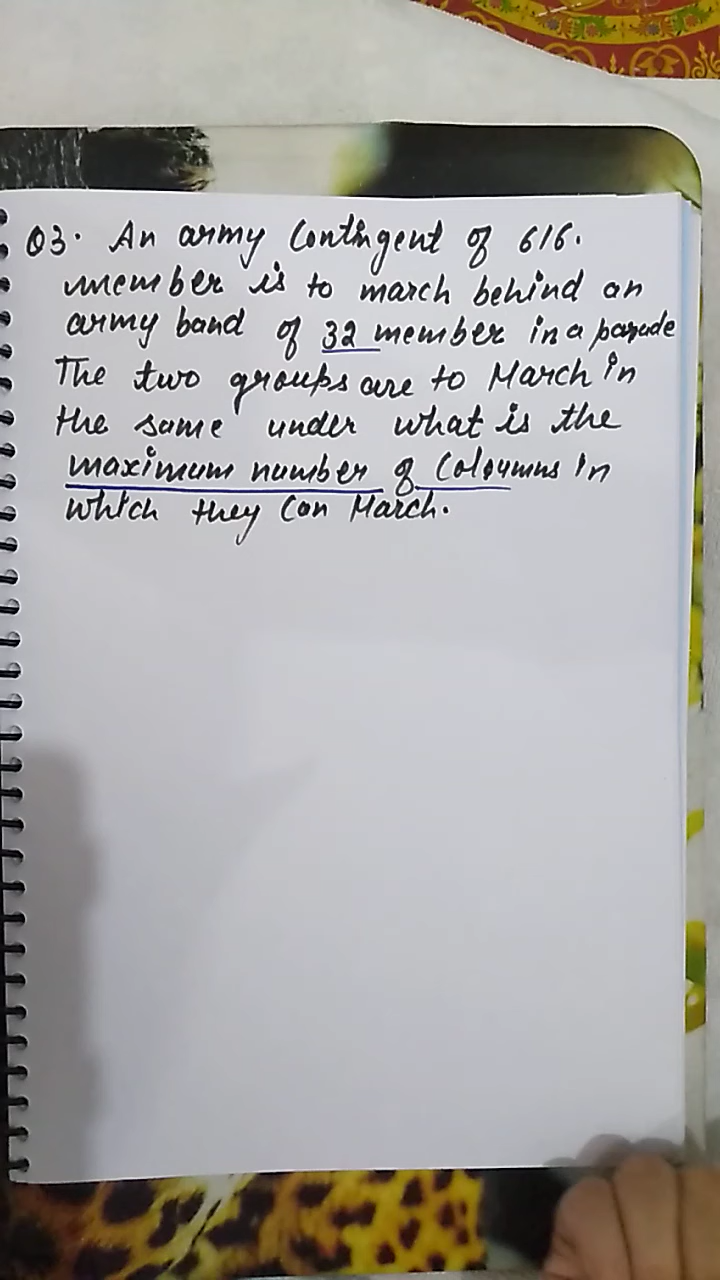 Q3. An army Contingent of 616.
member is to march behind an
army band of 32 member in a parade
The two groups are to March in
the same under what is the
maximum number of Coloumns in
which they Can March.